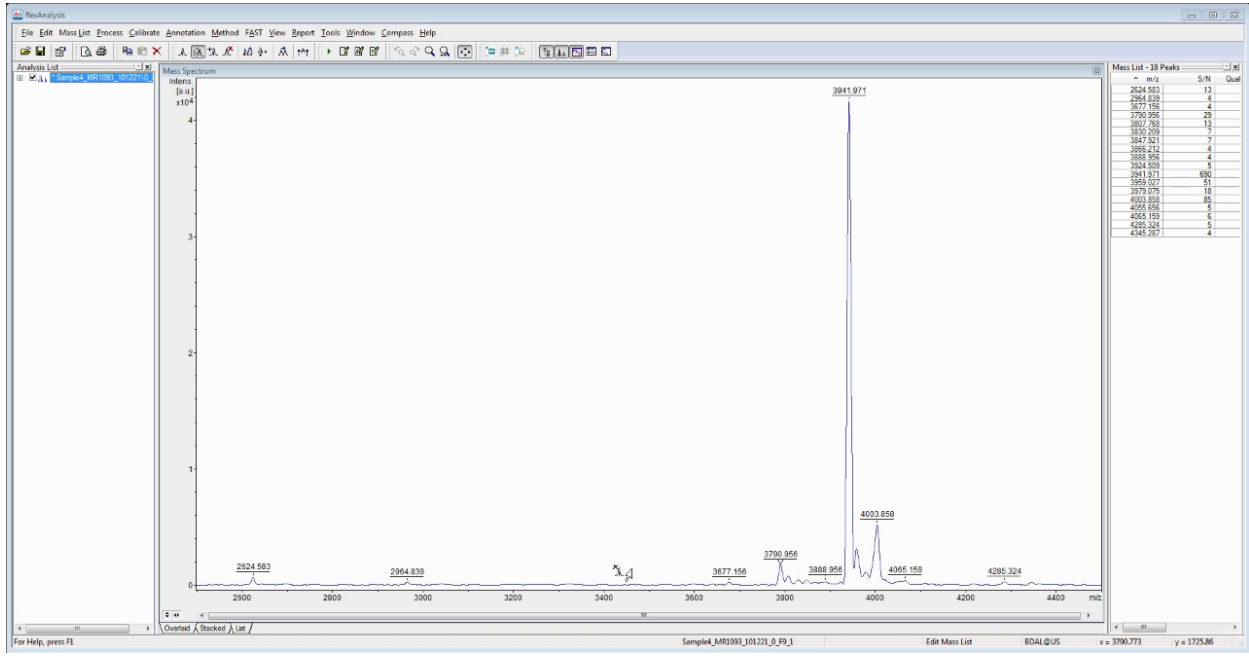 flexAnalysis
File Edit Mass List Process Calibrate Annotation Method FAST View Report Tools Window Compass Help
Analysis List
Sample4_MR1093_101221\0_
Mass Spectrum
Intens.
[a.u.]
x10⁴
4
3
2
1
0
3941.971
4003.858
3790.956
2624.583
2964.839
3677.156
3888.956
4065.159
4285.324
2600 2800 3000 3200 3400 3600 3800 4000 4200 4400 m/z
Overlaid Stacked List
Mass List - 18 Peaks
m/z S/N Qual
2624.583 13
2964.839 4
3677.156 4
3790.956 29
3807.768 13
3830.209 7
3847.921 7
3866.212 4
3888.956 4
3924.509 5
3941.971 690
3959.027 51
3979.075 18
4003.858 85
4055.656 5
4065.159 6
4285.324 5
4345.287 4
For Help, press F1
Sample4_MR1093_101221_0_F9_1
Edit Mass List
BDAL@US
x = 3790.773
y = 1725.86